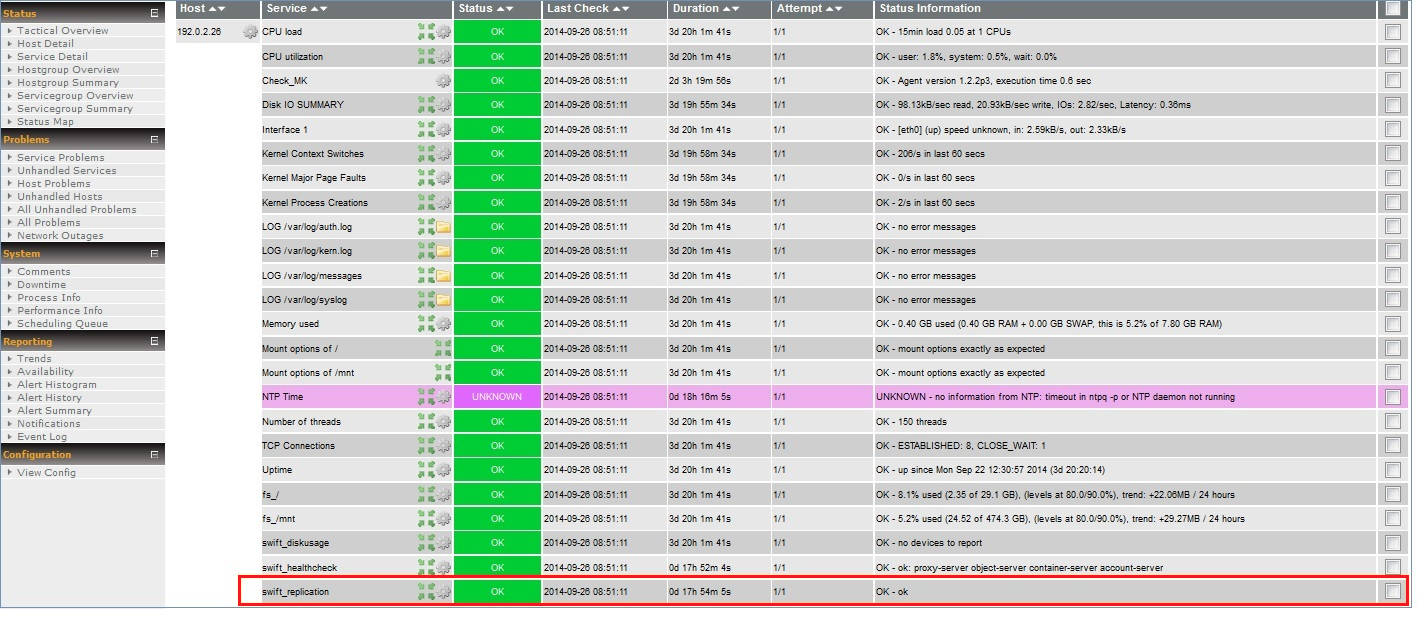 Status
Tactical Overview
Host Detail
Service Detail
Hostgroup Overview
Hostgroup Summary
Servicegroup Overview
Servicegroup Summary
Status Map
Problems
Service Problems
Unhandled Services
Host Problems
Unhandled Hosts
All Unhandled Problems
All Problems
Network Outages
System
Comments
Downtime
Process Info
Performance Info
Scheduling Queue
Reporting
Trends
Availability
Alert Histogram
Alert History
Alert Summary
Notifications
Event Log
Configuration
View Config
Host Service Status Last Check Duration Attempt Status Information
192.0.2.26 CPU load OK 2014-09-26 08:51:11 3d 20h 1m 41s 1/1 OK - 15min load 0.05 at 1 CPUs
CPU utilization OK 2014-09-26 08:51:11 3d 20h 1m 41s 1/1 OK - user: 1.8%, system: 0.5%, wait: 0.0%
Check_MK OK 2014-09-26 08:51:11 2d 3h 19m 56s 1/1 OK - Agent version 1.2.2p3, execution time 0.6 sec
Disk IO SUMMARY OK 2014-09-26 08:51:11 3d 19h 55m 34s 1/1 OK - 98.13kB/sec read, 20.93kB/sec write, IOs: 2.82/sec, Latency: 0.36ms
Interface 1 OK 2014-09-26 08:51:11 3d 20h 1m 41s 1/1 OK - [eth0] (up) speed unknown, in: 2.59kB/s, out: 2.33kB/s
Kernel Context Switches OK 2014-09-26 08:51:11 3d 19h 58m 34s 1/1 OK - 206/s in last 60 secs
Kernel Major Page Faults OK 2014-09-26 08:51:11 3d 19h 58m 34s 1/1 OK - 0/s in last 60 secs
Kernel Process Creations OK 2014-09-26 08:51:11 3d 19h 58m 34s 1/1 OK - 2/s in last 60 secs
LOG /var/log/auth.log OK 2014-09-26 08:51:11 3d 20h 1m 41s 1/1 OK - no error messages
LOG /var/log/kern.log OK 2014-09-26 08:51:11 3d 20h 1m 41s 1/1 OK - no error messages
LOG /var/log/messages OK 2014-09-26 08:51:11 3d 20h 1m 41s 1/1 OK - no error messages
LOG /var/log/syslog OK 2014-09-26 08:51:11 3d 20h 1m 41s 1/1 OK - no error messages
Memory used OK 2014-09-26 08:51:11 3d 20h 1m 41s 1/1 OK - 0.40 GB used (0.40 GB RAM + 0.00 GB SWAP, this is 5.2% of 7.80 GB RAM)
Mount options of / OK 2014-09-26 08:51:11 3d 20h 1m 41s 1/1 OK - mount options exactly as expected
Mount options of /mnt OK 2014-09-26 08:51:11 3d 20h 1m 41s 1/1 OK - mount options exactly as expected
NTP Time UNKNOWN 2014-09-26 08:51:11 0d 18h 16m 5s 1/1 UNKNOWN - no information from NTP: timeout in ntpq -p or NTP daemon not running
Number of threads OK 2014-09-26 08:51:11 3d 20h 1m 41s 1/1 OK - 150 threads
TCP Connections OK 2014-09-26 08:51:11 3d 20h 1m 41s 1/1 OK - ESTABLISHED: 8, CLOSE_WAIT: 1
Uptime OK 2014-09-26 08:51:11 3d 20h 1m 41s 1/1 OK - up since Mon Sep 22 12:30:57 2014 (3d 20:20:14)
fs_/ OK 2014-09-26 08:51:11 3d 20h 1m 41s 1/1 OK - 8.1% used (2.35 of 29.1 GB), (levels at 80.0/90.0%), trend: +22.06MB / 24 hours
fs_/mnt OK 2014-09-26 08:51:11 3d 20h 1m 41s 1/1 OK - 5.2% used (24.52 of 474.3 GB), (levels at 80.0/90.0%), trend: +29.27MB / 24 hours
swift_diskusage OK 2014-09-26 08:51:11 3d 20h 1m 41s 1/1 OK - no devices to report
swift_healthcheck OK 2014-09-26 08:51:11 0d 17h 52m 4s 1/1 OK - ok: proxy-server object-server container-server account-server
swift_replication OK 2014-09-26 08:51:11 0d 17h 54m 5s 1/1 OK - ok